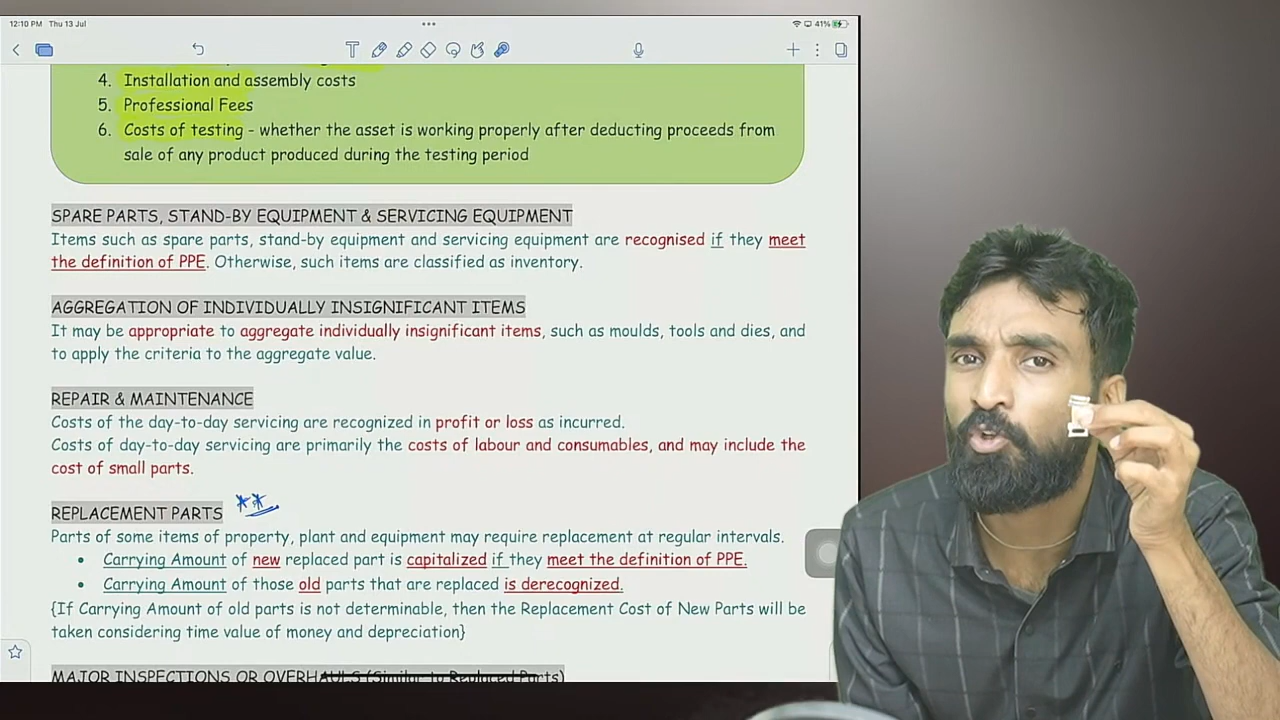 12:10 PM Thu 13 Jul
41%
4. Installation and assembly costs
5. Professional Fees
6. Costs of testing - whether the asset is working properly after deducting proceeds from
sale of any product produced during the testing period
SPARE PARTS, STAND-BY EQUIPMENT & SERVICING EQUIPMENT
Items such as spare parts, stand-by equipment and servicing equipment are recognised if they meet
the definition of PPE. Otherwise, such items are classified as inventory.
AGGREGATION OF INDIVIDUALLY INSIGNIFICANT ITEMS
It may be appropriate to aggregate individually insignificant items, such as moulds, tools and dies, and
to apply the criteria to the aggregate value.
REPAIR & MAINTENANCE
Costs of the day-to-day servicing are recognized in profit or loss as incurred.
Costs of day-to-day servicing are primarily the costs of labour and consumables, and may include the
cost of small parts.
REPLACEMENT PARTS **
Parts of some items of property, plant and equipment may require replacement at regular intervals.
• Carrying Amount of new replaced part is capitalized if they meet the definition of PPE.
• Carrying Amount of those old parts that are replaced is derecognized.
{If Carrying Amount of old parts is not determinable, then the Replacement Cost of New Parts will be
taken considering time value of money and depreciation}
MAJOR INSPECTIONS OR OVERHAULS (Similar to Replaced Parts)